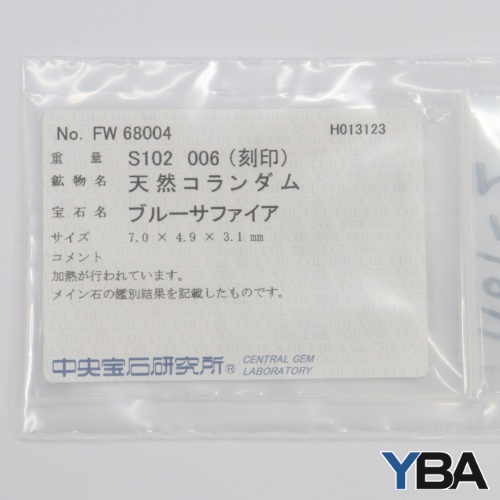 No. FW 68004 H013123
重量 S102 006 (刻印)
鉱物名 天然コランダム
宝石名 ブルーサファイア
サイズ 7.0 × 4.9 × 3.1 mm
コメント
加熱が行われています。
メイン石の鑑別結果を記載したものです。
中央宝石研究所® CENTRAL GEM
LABORATORY
YBA